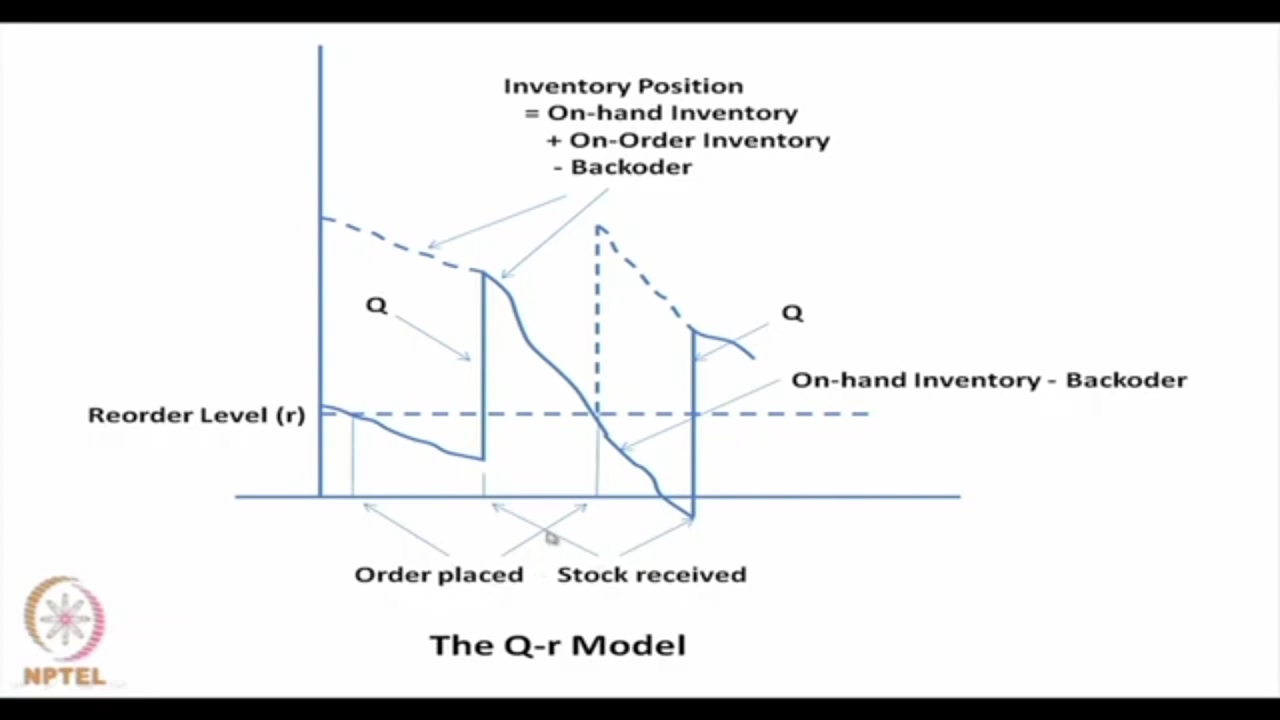 Inventory Position
= On-hand Inventory
+ On-Order Inventory
- Backoder
Q
Q
On-hand Inventory - Backoder
Reorder Level (r)
Order placed
Stock received
The Q-r Model
NPTEL